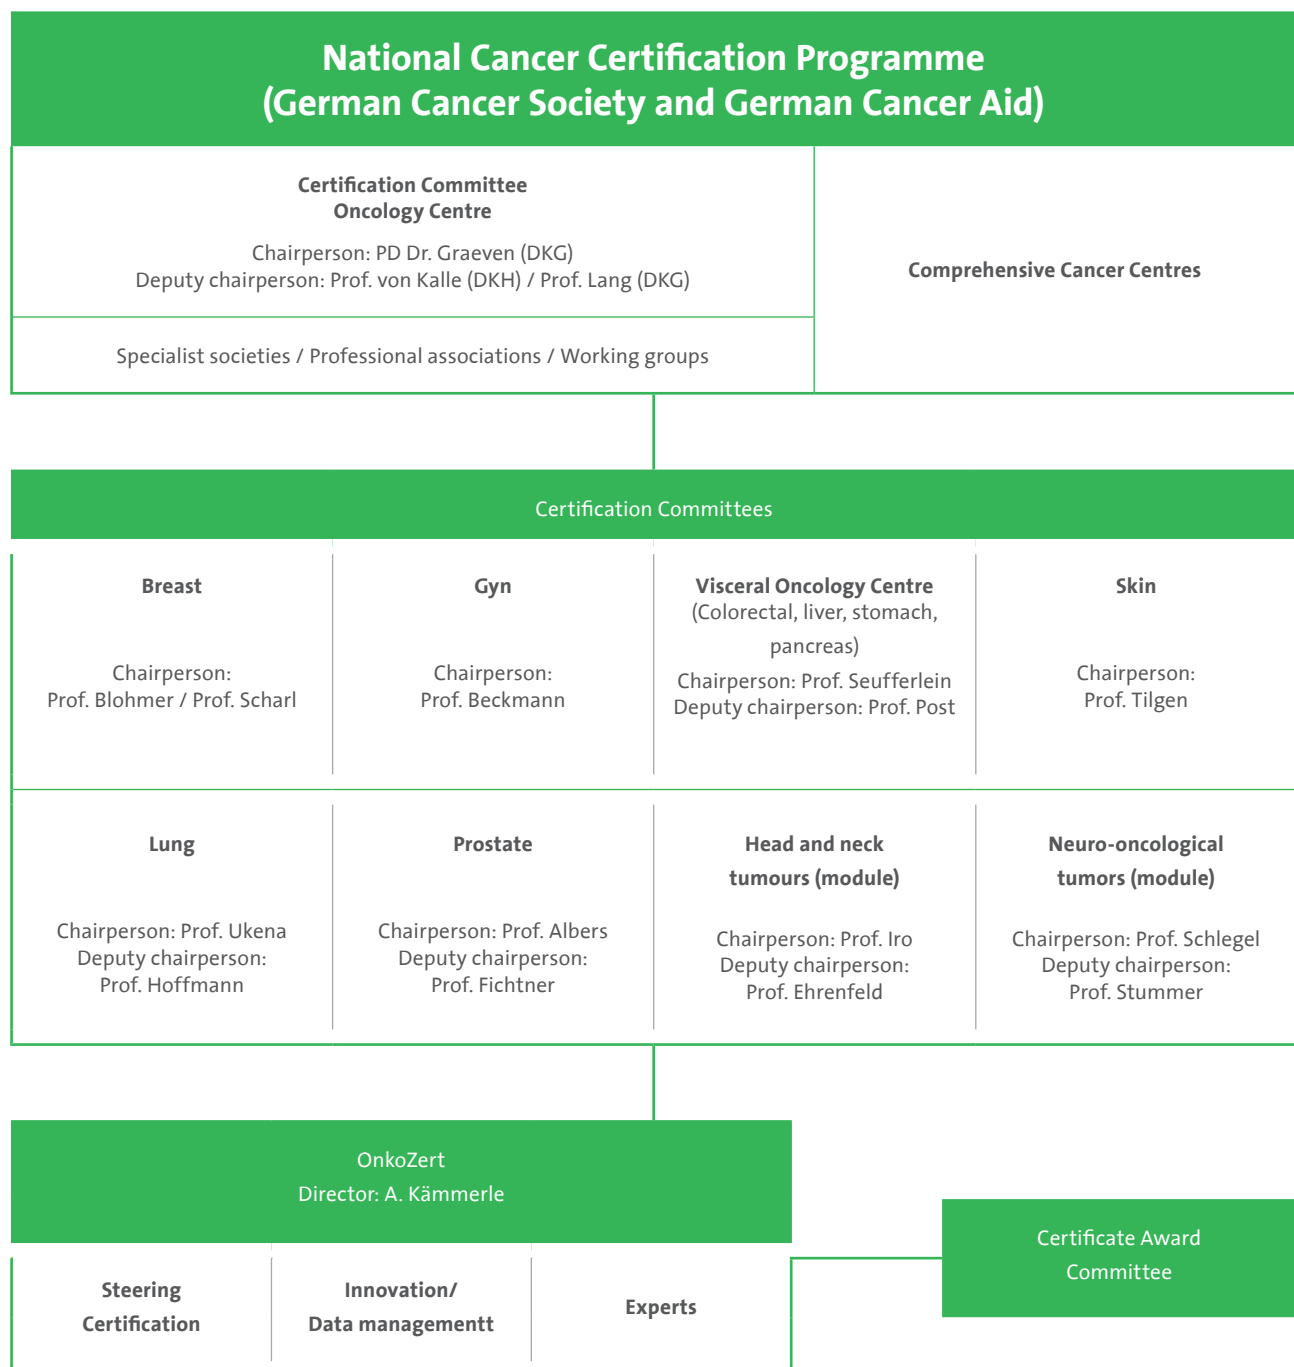 National Cancer Certification Programme
(German Cancer Society and German Cancer Aid)
Certification Committee
Oncology Centre
Chairperson: PD Dr. Graeven (DKG)
Deputy chairperson: Prof. von Kalle (DKH) / Prof. Lang (DKG)
Specialist societies / Professional associations / Working groups
Comprehensive Cancer Centres
Certification Committees
Breast
Chairperson:
Prof. Blohmer / Prof. Scharl
Gyn
Chairperson:
Prof. Beckmann
Visceral Oncology Centre
(Colorectal, liver, stomach,
pancreas)
Chairperson: Prof. Seufferlein
Deputy chairperson: Prof. Post
Skin
Chairperson:
Prof. Tilgen
Lung
Chairperson: Prof. Ukena
Deputy chairperson:
Prof. Hoffmann
Prostate
Chairperson: Prof. Albers
Deputy chairperson:
Prof. Fichtner
Head and neck
tumours (module)
Chairperson: Prof. Iro
Deputy chairperson:
Prof. Ehrenfeld
Neuro-oncological
tumors (module)
Chairperson: Prof. Schlegel
Deputy chairperson:
Prof. Stummer
OnkoZert
Director: A. Kämmerle
Steering
Certification
Innovation/
Data managementt
Experts
Certificate Award
Committee